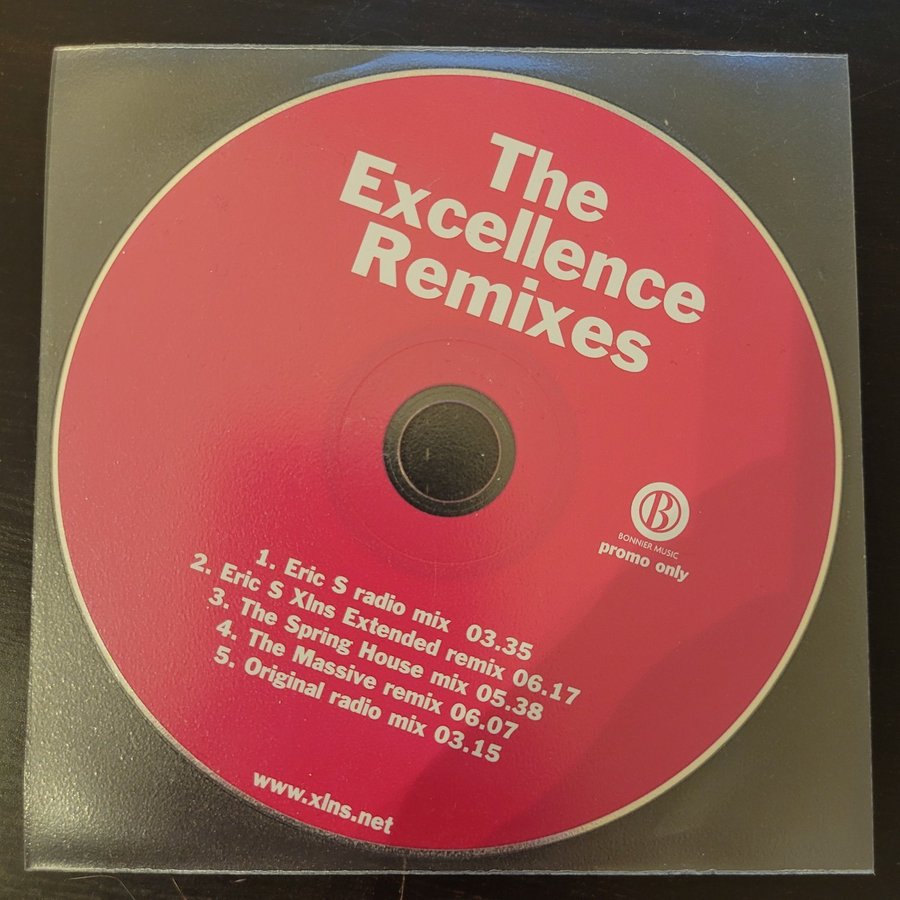 The
Excellence
Remixes
B
BONNIER MUSIC
promo only
1. Eric S radio mix 03.35
2. Eric S Xlns Extended remix 06.17
3. The Spring House mix 05.38
4. The Massive remix 06.07
5. Original radio mix 03.15
www.xlns.net